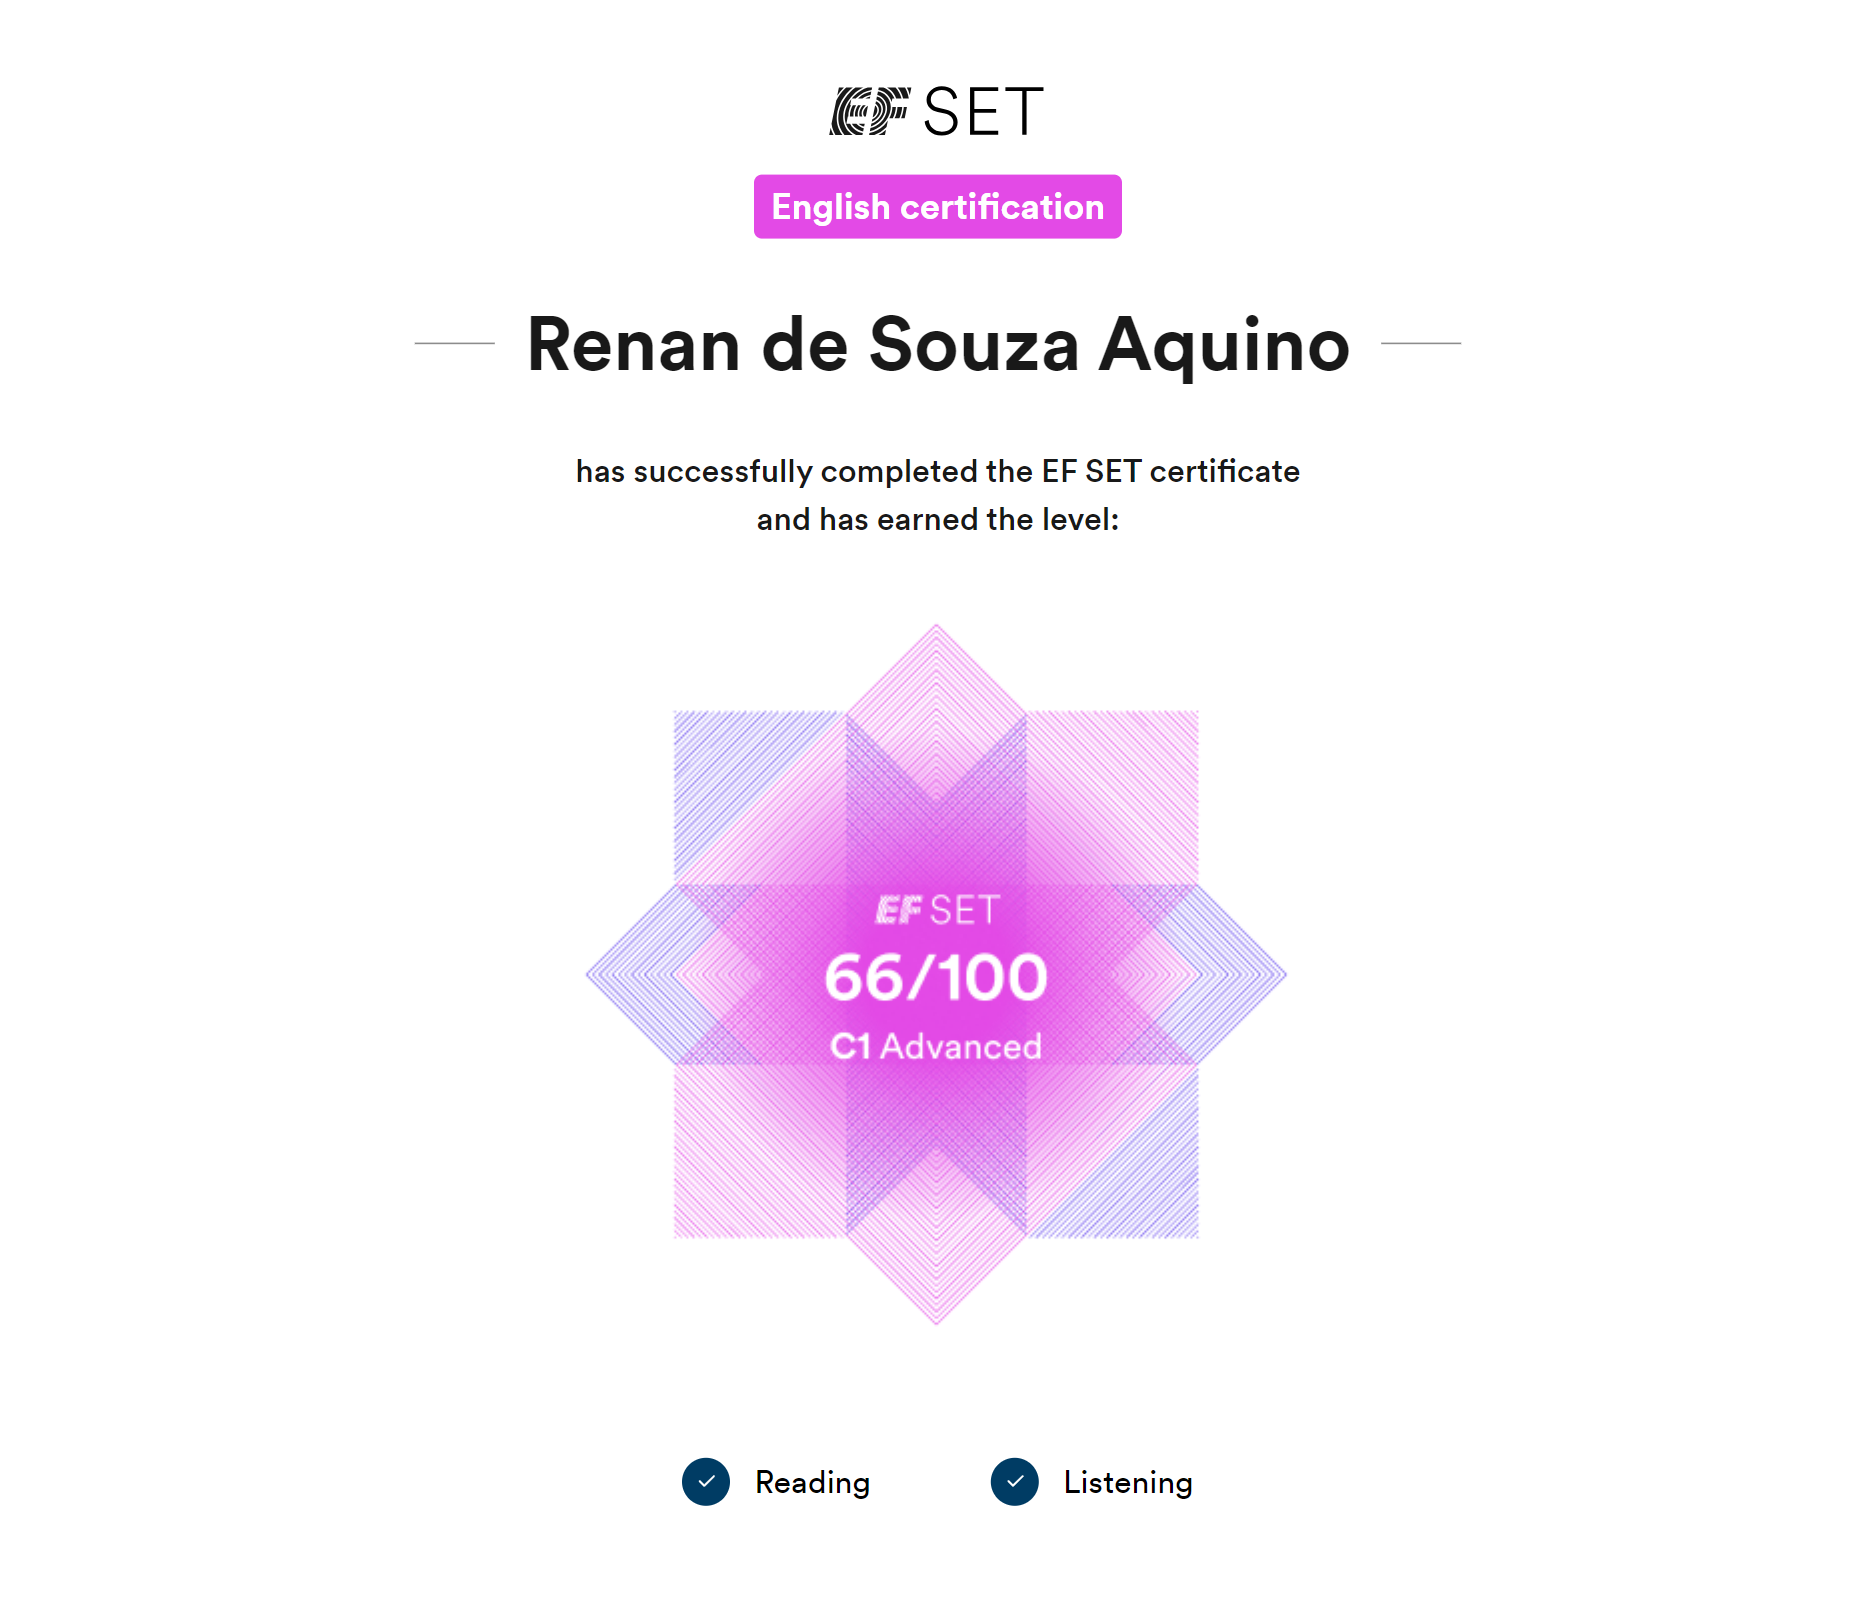 EF SET
English certification
Renan de Souza Aquino
has successfully completed the EF SET certificate
and has earned the level:
EF SET
66/100
C1 Advanced
Reading
Listening